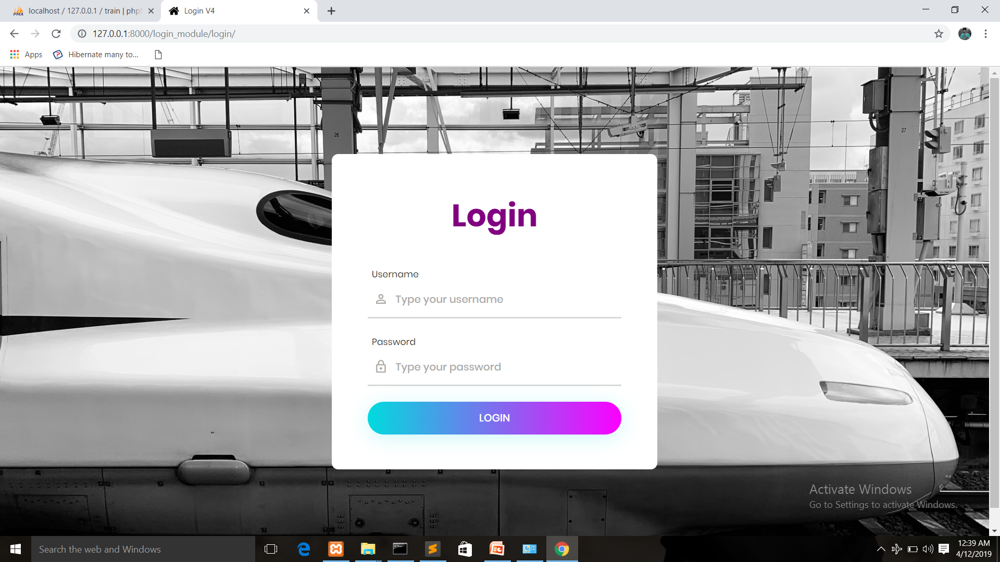 localhost / 127.0.0.1 / train | php
Login V4
127.0.0.1:8000/login_module/login/
Apps
Hibernate many to...
26
27
Login
Username
Type your username
Password
Type your password
LOGIN
Activate Windows
Go to Settings to activate Windows.
Search the web and Windows
12:39 AM
4/12/2019